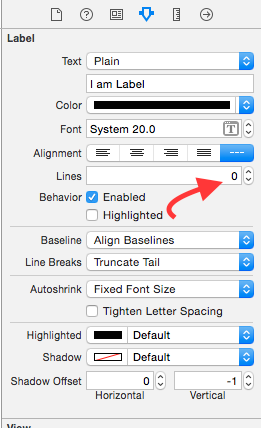 Label
Text Plain
I am Label
Color
Font System 20.0 T
Alignment ---
Lines 0
Behavior Enabled
Highlighted
Baseline Align Baselines
Line Breaks Truncate Tail
Autoshrink Fixed Font Size
Tighten Letter Spacing
Highlighted Default
Shadow Default
Shadow Offset 0 -1
Horizontal Vertical
View